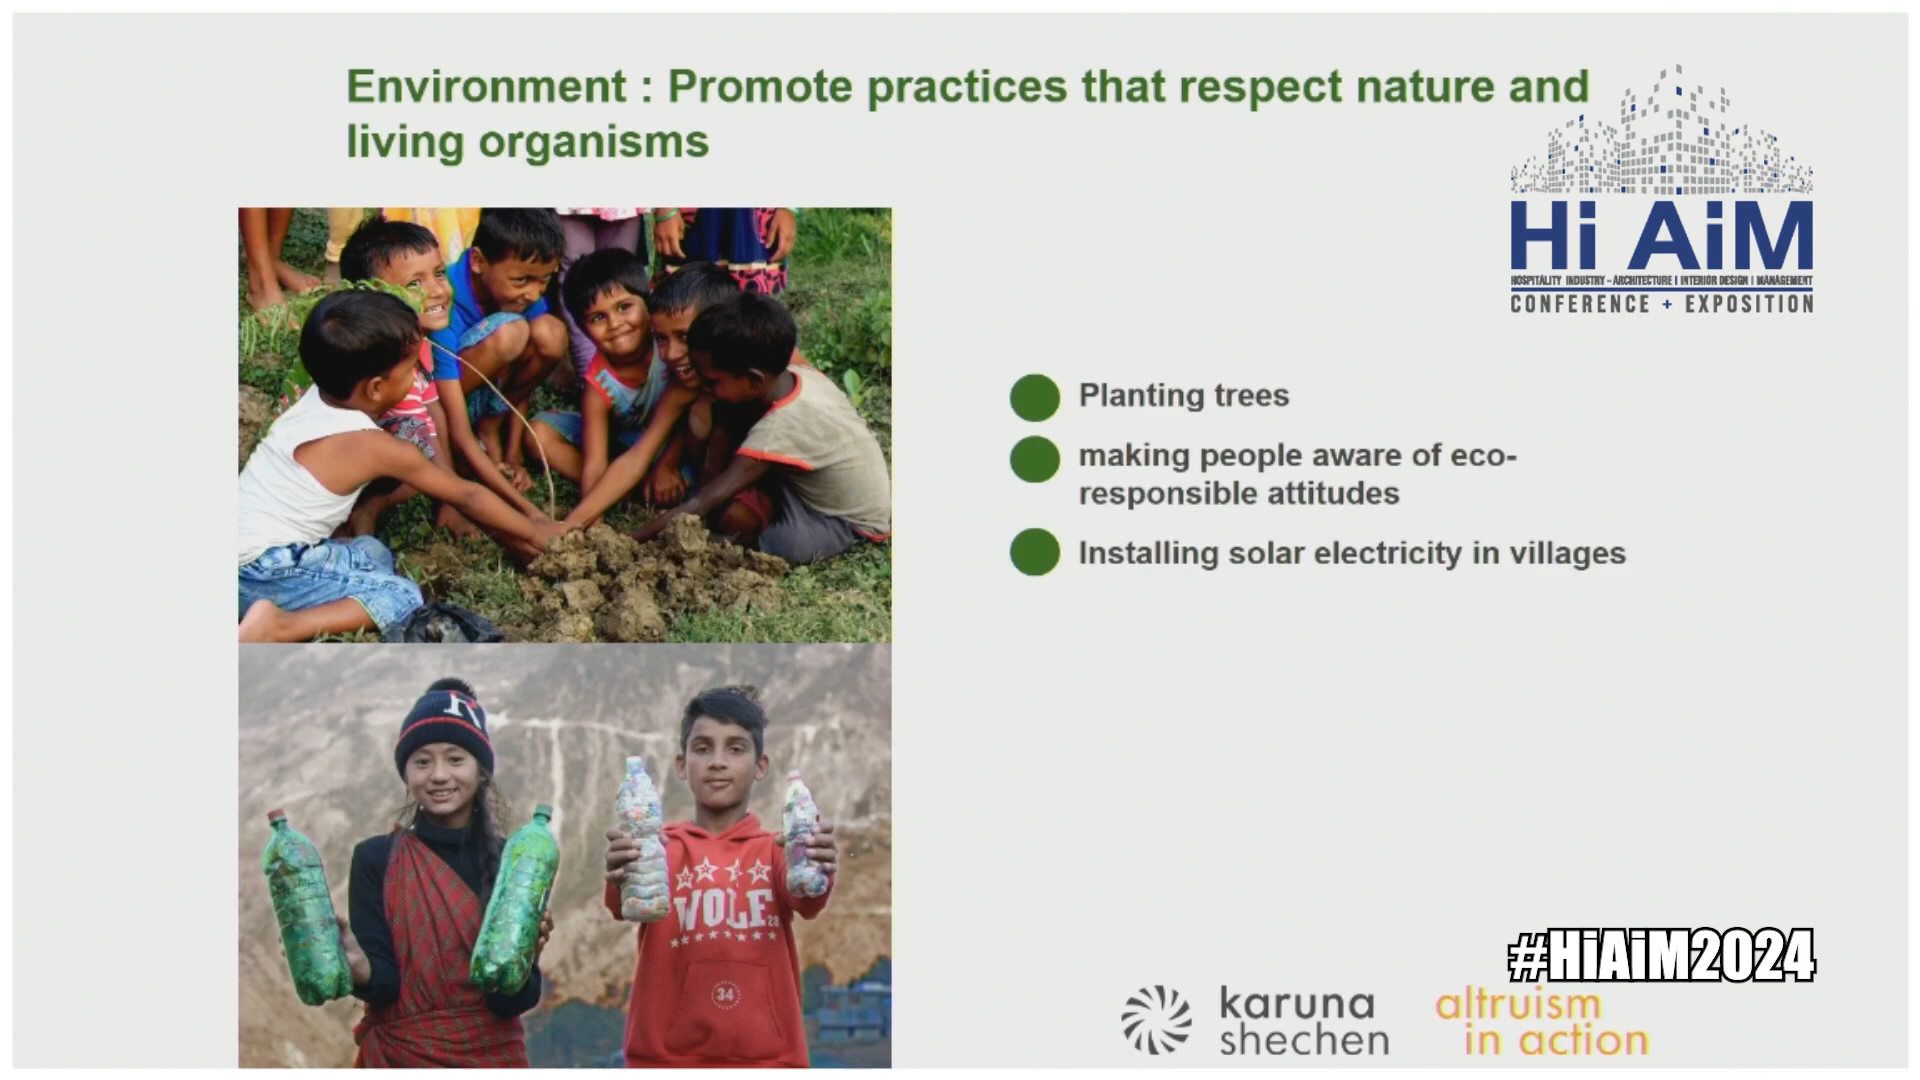 Environment : Promote practices that respect nature and
living organisms
Hi AiM
HOSPITALITY INDUSTRY - ARCHITECTURE | INTERIOR DESIGN | MANAGEMENT
CONFERENCE + EXPOSITION
Planting trees
making people aware of eco-
responsible attitudes
Installing solar electricity in villages
WOLF
34
#HiAiM2024
karuna
shechen
altruism
in action